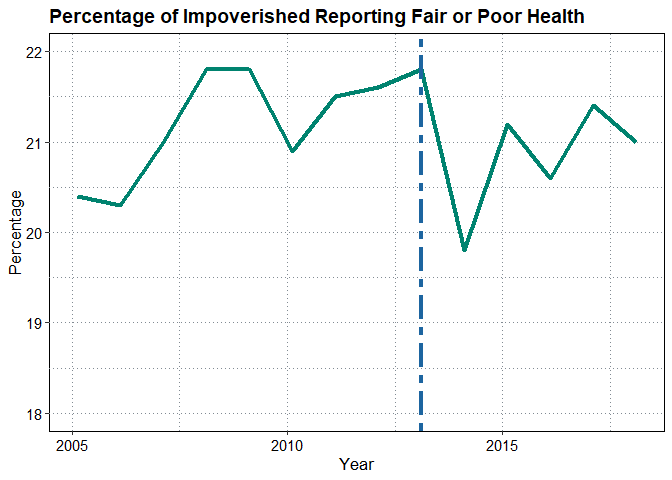 Percentage of Impoverished Reporting Fair or Poor Health
22
21
20
19
18
Percentage
2005 2010 2015
Year